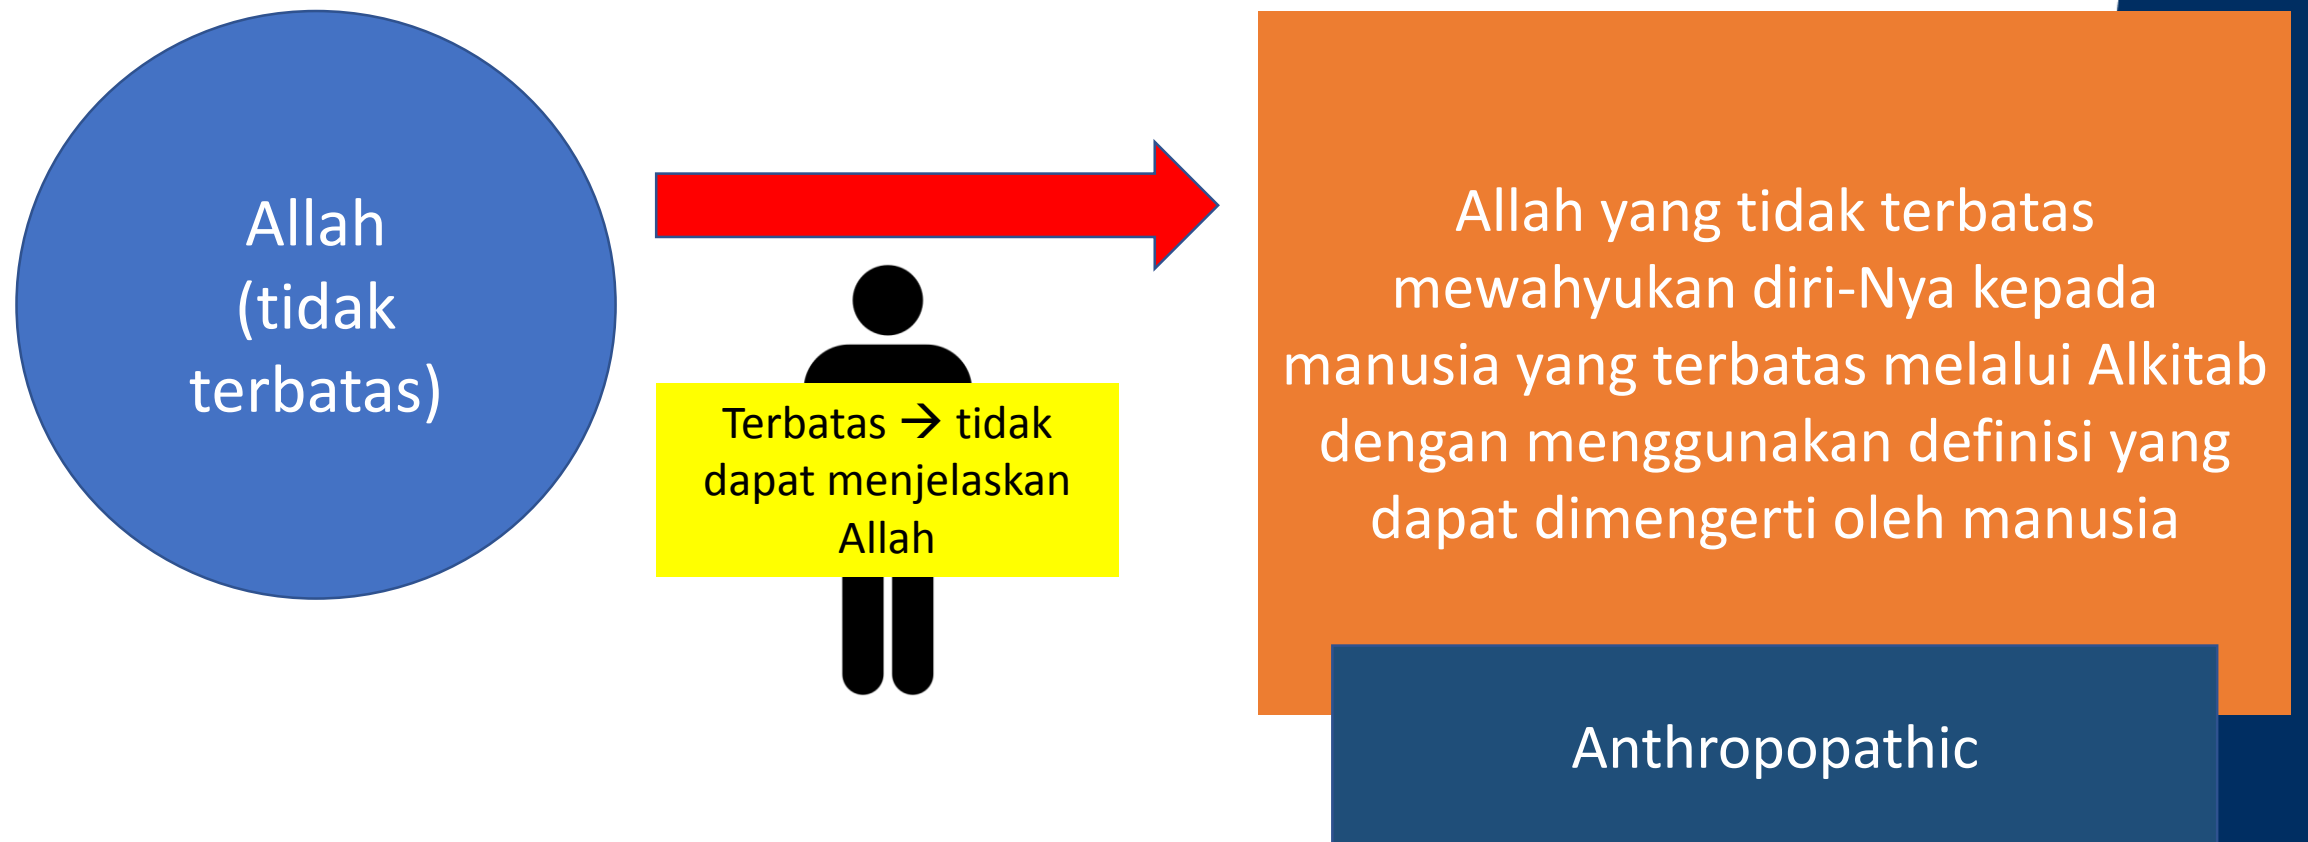 Allah
(tidak
terbatas)
Terbatas → tidak
dapat menjelaskan
Allah
Allah yang tidak terbatas
mewahyukan diri-Nya kepada
manusia yang terbatas melalui Alkitab
dengan menggunakan definisi yang
dapat dimengerti oleh manusia
Anthropopathic